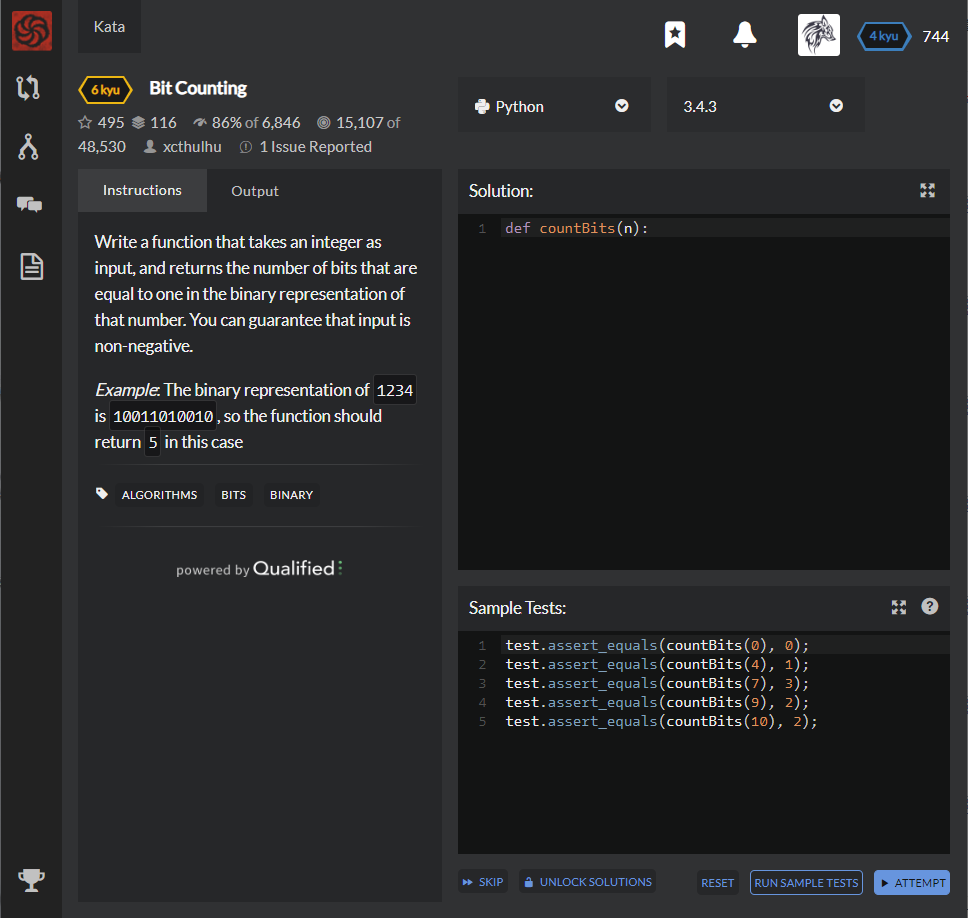 Kata
4 kyu 744
6 kyu Bit Counting
495 116 86% of 6,846 15,107 of
48,530 xcthulhu 1 Issue Reported
Python 3.4.3
Instructions Output
Write a function that takes an integer as
input, and returns the number of bits that are
equal to one in the binary representation of
that number. You can guarantee that input is
non-negative.
Example: The binary representation of 1234
is 10011010010, so the function should
return 5 in this case
ALGORITHMS BITS BINARY
powered by Qualified
Solution:
1 def countBits(n):
Sample Tests:
1 test.assert_equals(countBits(0), 0);
2 test.assert_equals(countBits(4), 1);
3 test.assert_equals(countBits(7), 3);
4 test.assert_equals(countBits(9), 2);
5 test.assert_equals(countBits(10), 2);
SKIP UNLOCK SOLUTIONS RESET RUN SAMPLE TESTS ATTEMPT